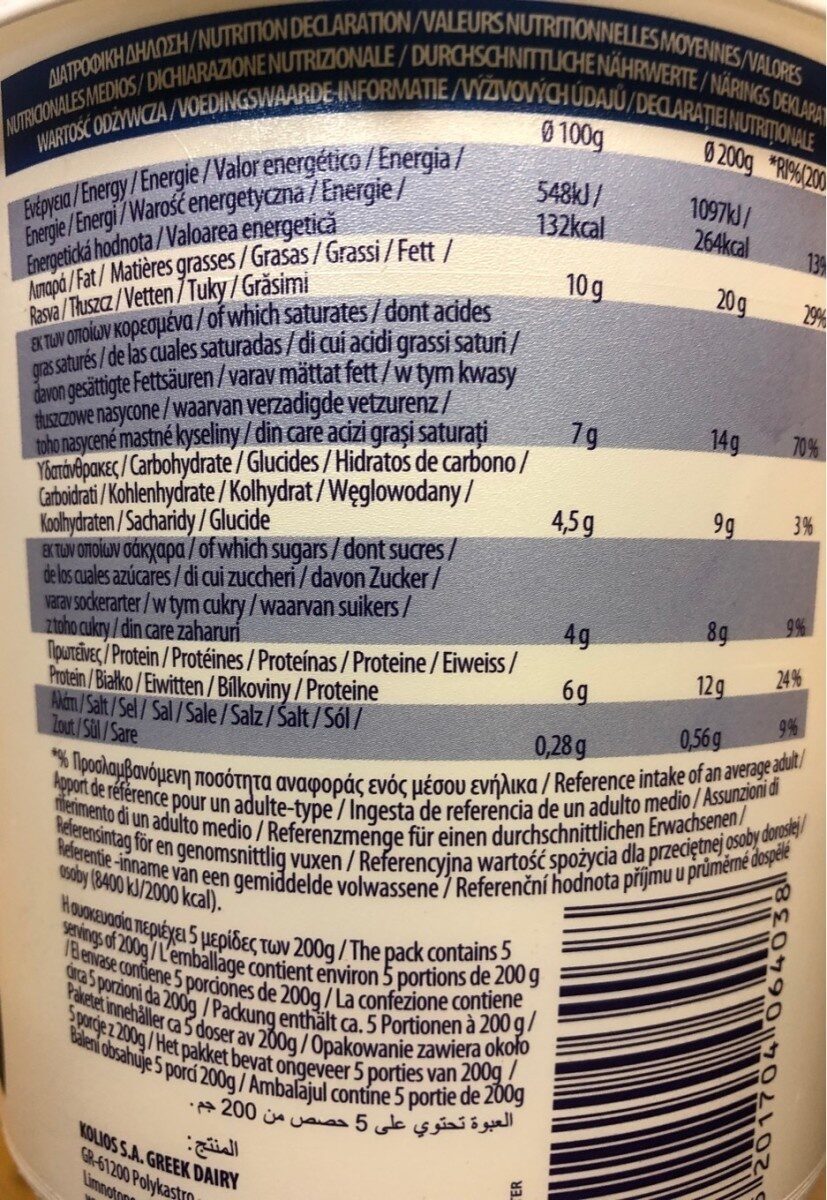 ΔΙΑΤΡΟΦΙΚΗ ΔΗΛΩΣΗ/NUTRITION DECLARATION/VALEURS NUTRITIONNELLES MOYENNES/VALORES
NUTRICIONALES MEDIOS/DICHIARAZIONE NUTRIZIONALE/DURCHSCHNITTLICHE NÄHRWERTE/NÄRINGS DEKLARAT
WARTOŚĆ ODŻYWCZA/VOEDINGSWAARDE-INFORMATIE/VÝŽIVOVÝCH ÚDAJŮ/DECLARAŢIEI NUTRIŢIONALE
Ø 100g Ø 200g *RI%(200
Ενέργεια/Energy/Energie/Valor energético/Energia/
Energie/Energi/Warość energetyczna/Energie/ 548kJ/ 1097kJ/
Energetická hodnota/Valoarea energetică 132kcal 264kcal 13%
Λιπαρά/Fat/ Matières grasses/Grasas/Grassi/Fett /
Rasva/Tłuszcz/Vetten/Tuky/Grăsimi 10 g 20 g 29%
εκ των οποίων κορεσμένα/of which saturates/dont acides
gras saturés/de las cuales saturadas/di cui acidi grassi saturi/
davon gesättigte Fettsäuren/varav mättat fett/w tym kwasy
tłuszczowe nasycone/waarvan verzadigde vetzurenz/
toho nasycené mastné kyseliny/din care acizi grași saturați 7 g 14 g 70 %
Υδατάνθρακες/Carbohydrate/Glucides/Hidratos de carbono/
Carboidrati/Kohlenhydrate/Kolhydrat/Węglowodany/
Koolhydraten/Sacharidy/Glucide 4,5 g 9 g 3%
εκ των οποίων σάκχαρα/of which sugars/dont sucres/
de los cuales azúcares/di cui zuccheri/davon Zucker/
varav sockerarter/w tym cukry/waarvan suikers/
z toho cukry/din care zaharuri 4 g 8 g 9 %
Πρωτεΐνες/Protein/Protéines/Proteínas/Proteine/Eiweiss/
Protein/Białko/Eiwitten/Bílkoviny/Proteine 6 g 12 g 24 %
Αλάτι/Salt/Sel/ Sal/Sale/Salz/Salt/Sól/
Zout/Sůl/Sare 0,28 g 0,56 g 9 %
*% Προσλαμβανόμενη ποσότητα αναφοράς ενός μέσου ενήλικα/Reference intake of an average adult/
Apport de référence pour un adulte-type/Ingesta de referencia de un adulto medio/Assunzioni di
riferimento di un adulto medio/Referenzmenge für einen durchschnittlichen Erwachsenen/
Referensintag för en genomsnittlig vuxen/Referencyjna wartość spożycia dla przeciętnej osoby dorosłej/
Referentie -inname van een gemiddelde volwassene/Referenční hodnota příjmu u průměrné dospělé
osoby (8400 kJ/2000 kcal).
Η συσκευασία περιέχει 5 μερίδες των 200g/The pack contains 5
servings of 200g/L'emballage contient environ 5 portions de 200 g
/El envase contiene 5 porciones de 200g/La confezione contiene
circa 5 porzioni da 200g /Packung enthält ca. 5 Portionen à 200 g/
Paketet innehåller ca 5 doser av 200g/Opakowanie zawiera około
5 porcje z 200g/Het pakket bevat ongeveer 5 porties van 200g /
Balení obsahuje 5 porcí 200g/Ambalajul contine 5 portie de 200g
العبوة تحتوي على 5 حصص من 200 جم.
المنتج:
KOLIOS S.A. GREEK DAIRY
GR-61200 Polykastro
201704 064038